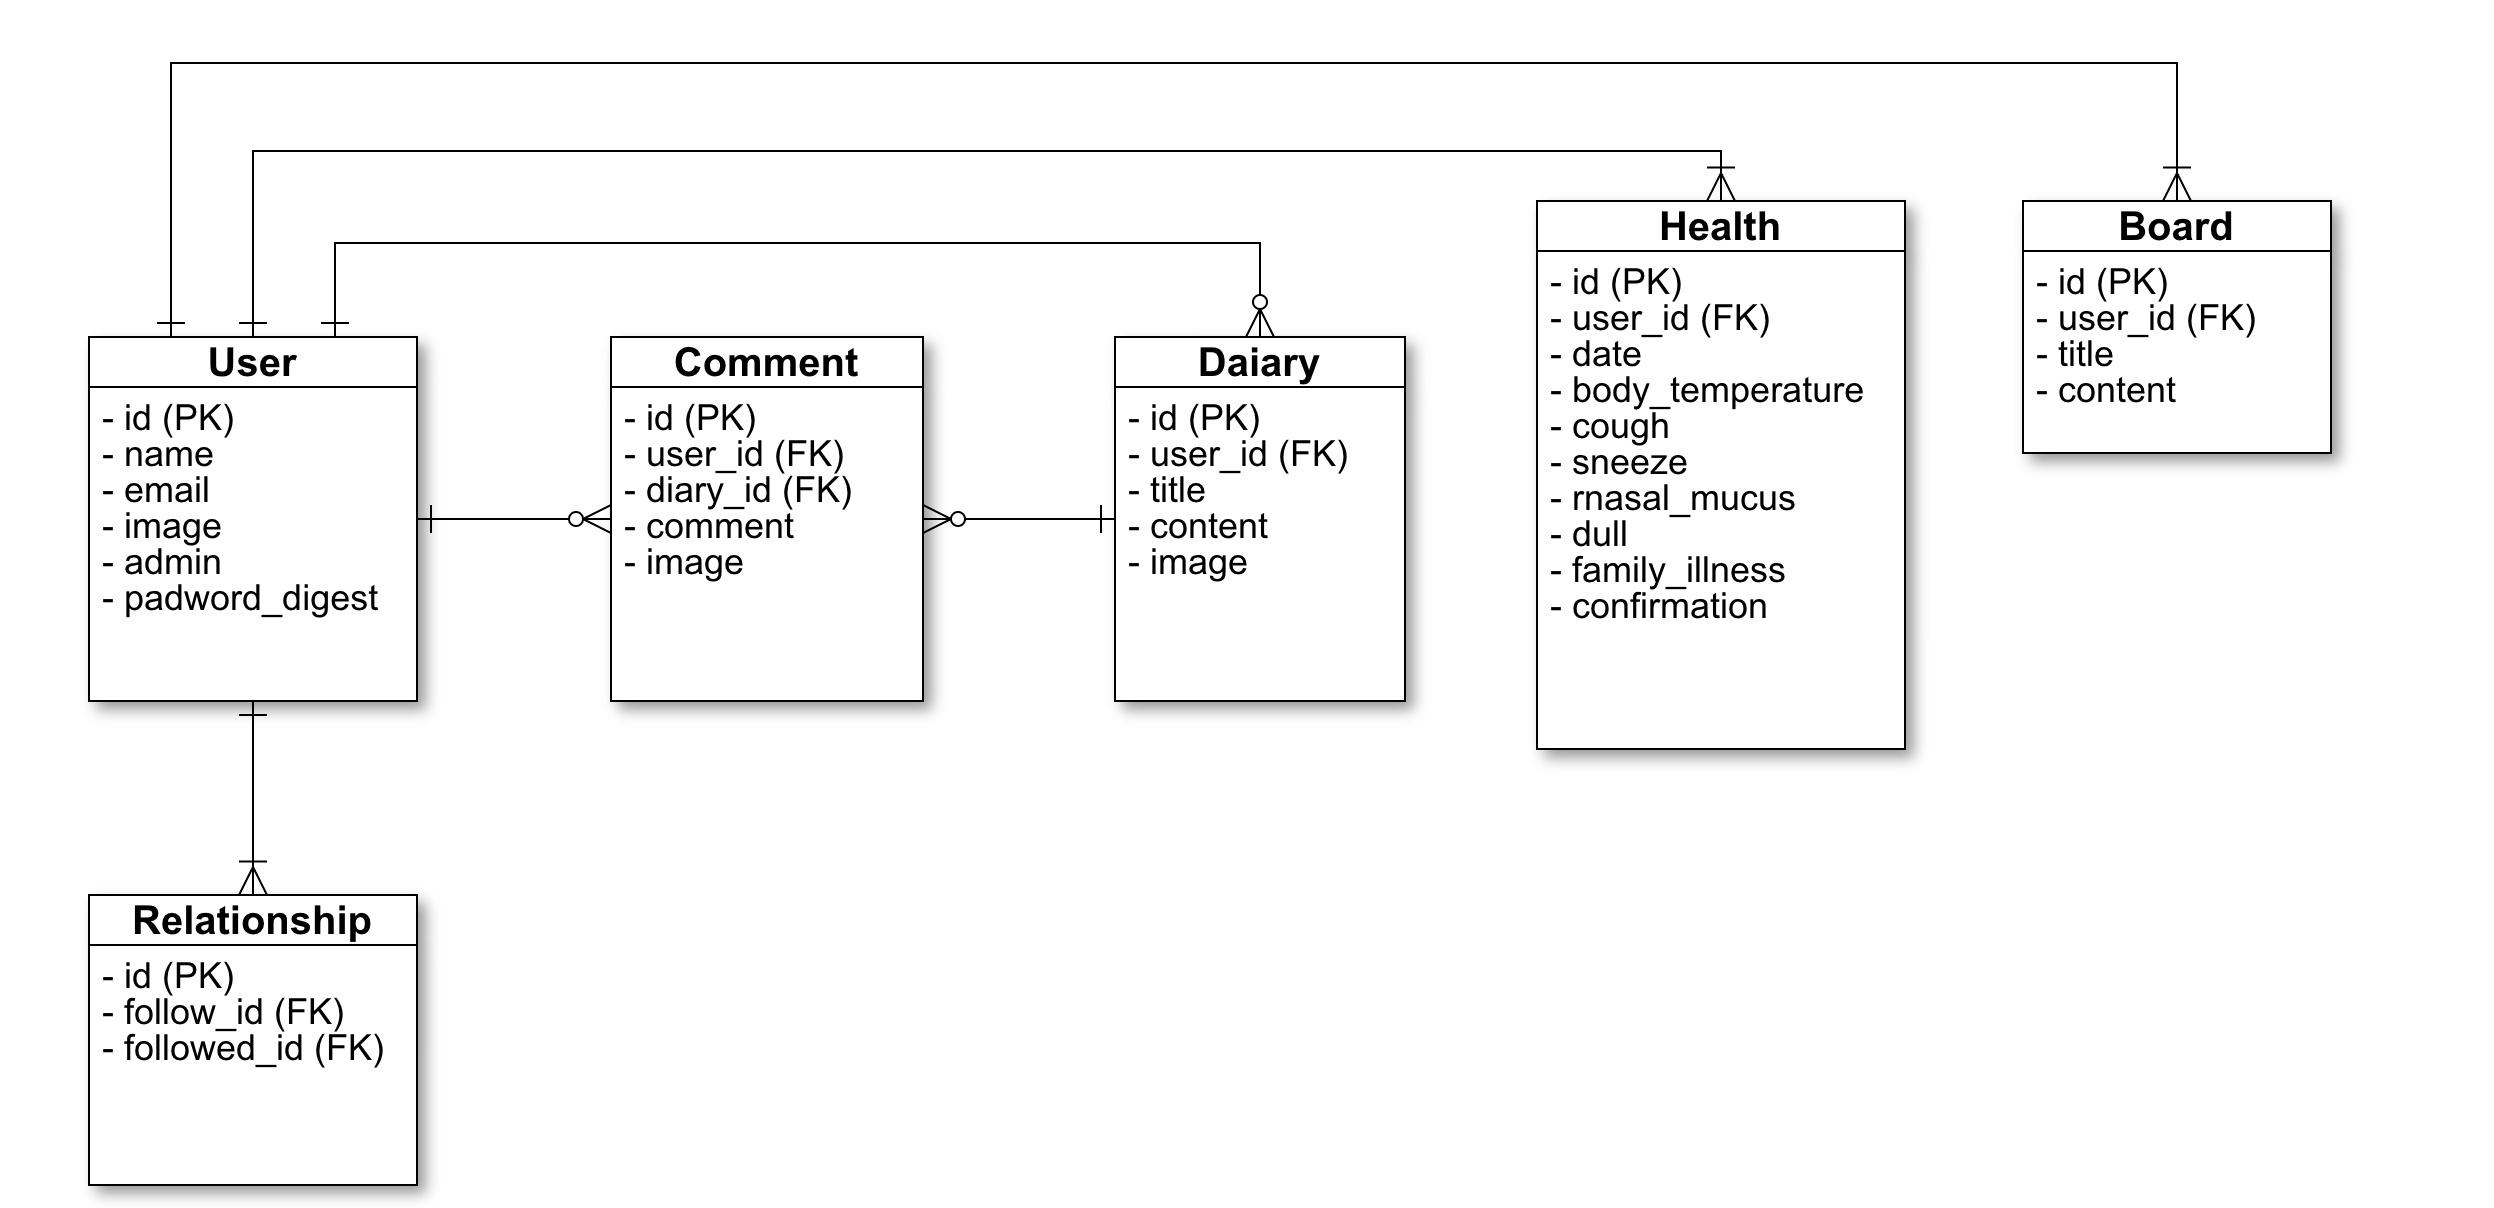 User
- id (PK)
- name
- email
- image
- admin
- padword_digest
Comment
- id (PK)
- user_id (FK)
- diary_id (FK)
- comment
- image
Daiary
- id (PK)
- user_id (FK)
- title
- content
- image
Health
- id (PK)
- user_id (FK)
- date
- body_temperature
- cough
- sneeze
- rnasal_mucus
- dull
- family_illness
- confirmation
Board
- id (PK)
- user_id (FK)
- title
- content
Relationship
- id (PK)
- follow_id (FK)
- followed_id (FK)